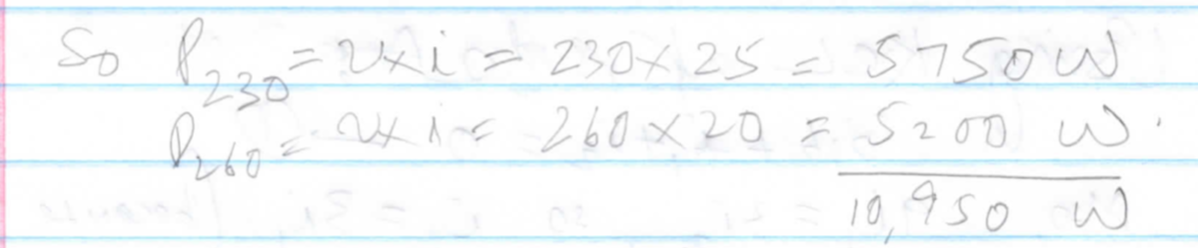 So P230 = v×i = 230×25 = 5750 W
P260 = v×i = 260×20 = 5200 W.
10,950 W